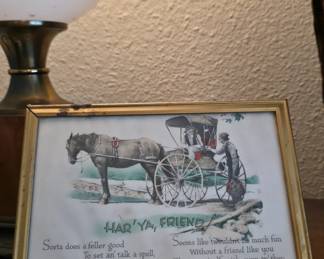 HAR' YA, FRIEND!
Sorta does a feller good
To set an' talk a spell,
Seems like t'wouldn't be much fun
Without a friend like you